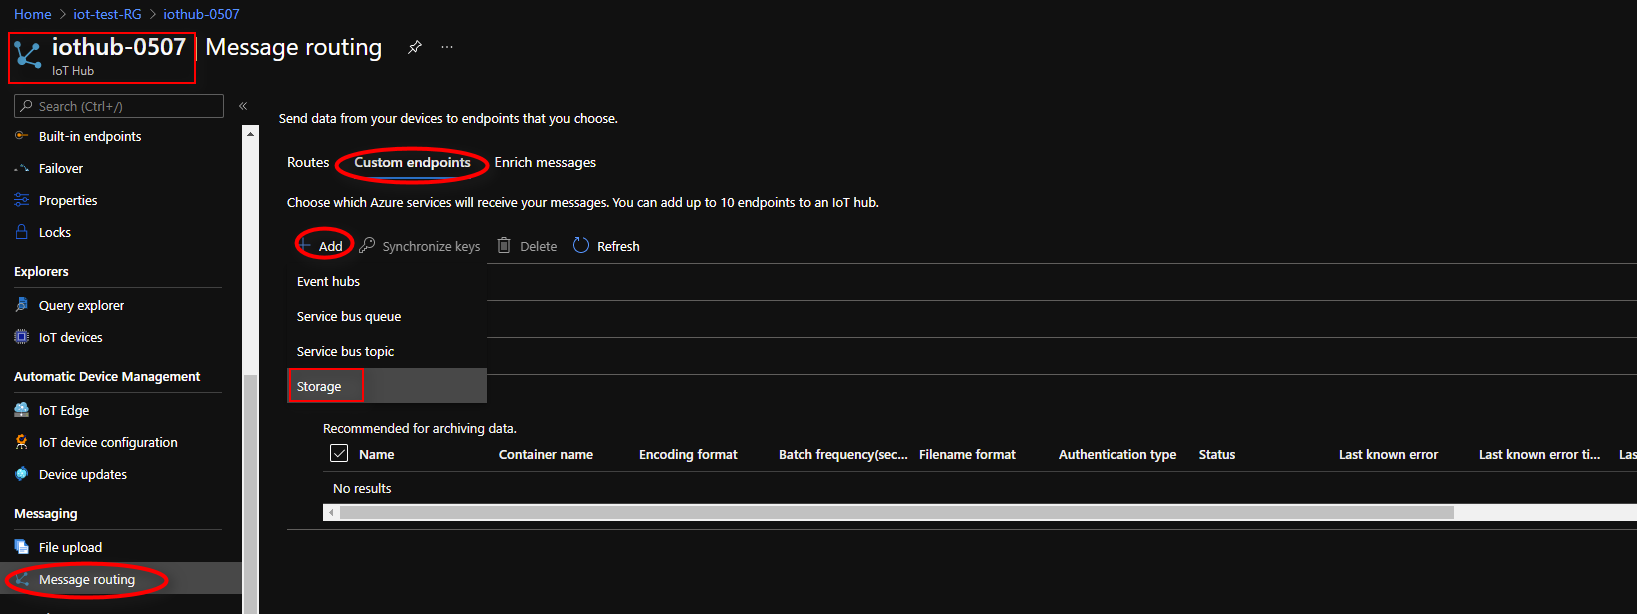 Home > iot-test-RG > iothub-0507
iothub-0507 | Message routing ...
IoT Hub
Search (Ctrl+/)
«
Built-in endpoints
Failover
Properties
Locks
Explorers
Query explorer
IoT devices
Automatic Device Management
IoT Edge
IoT device configuration
Device updates
Messaging
File upload
Message routing
Send data from your devices to endpoints that you choose.
Routes Custom endpoints Enrich messages
Choose which Azure services will receive your messages. You can add up to 10 endpoints to an IoT hub.
+ Add Synchronize keys Delete Refresh
Event hubs
Service bus queue
Service bus topic
Storage
Recommended for archiving data.
Name Container name Encoding format Batch frequency(sec... Filename format Authentication type Status Last known error Last known error ti... Las
No results